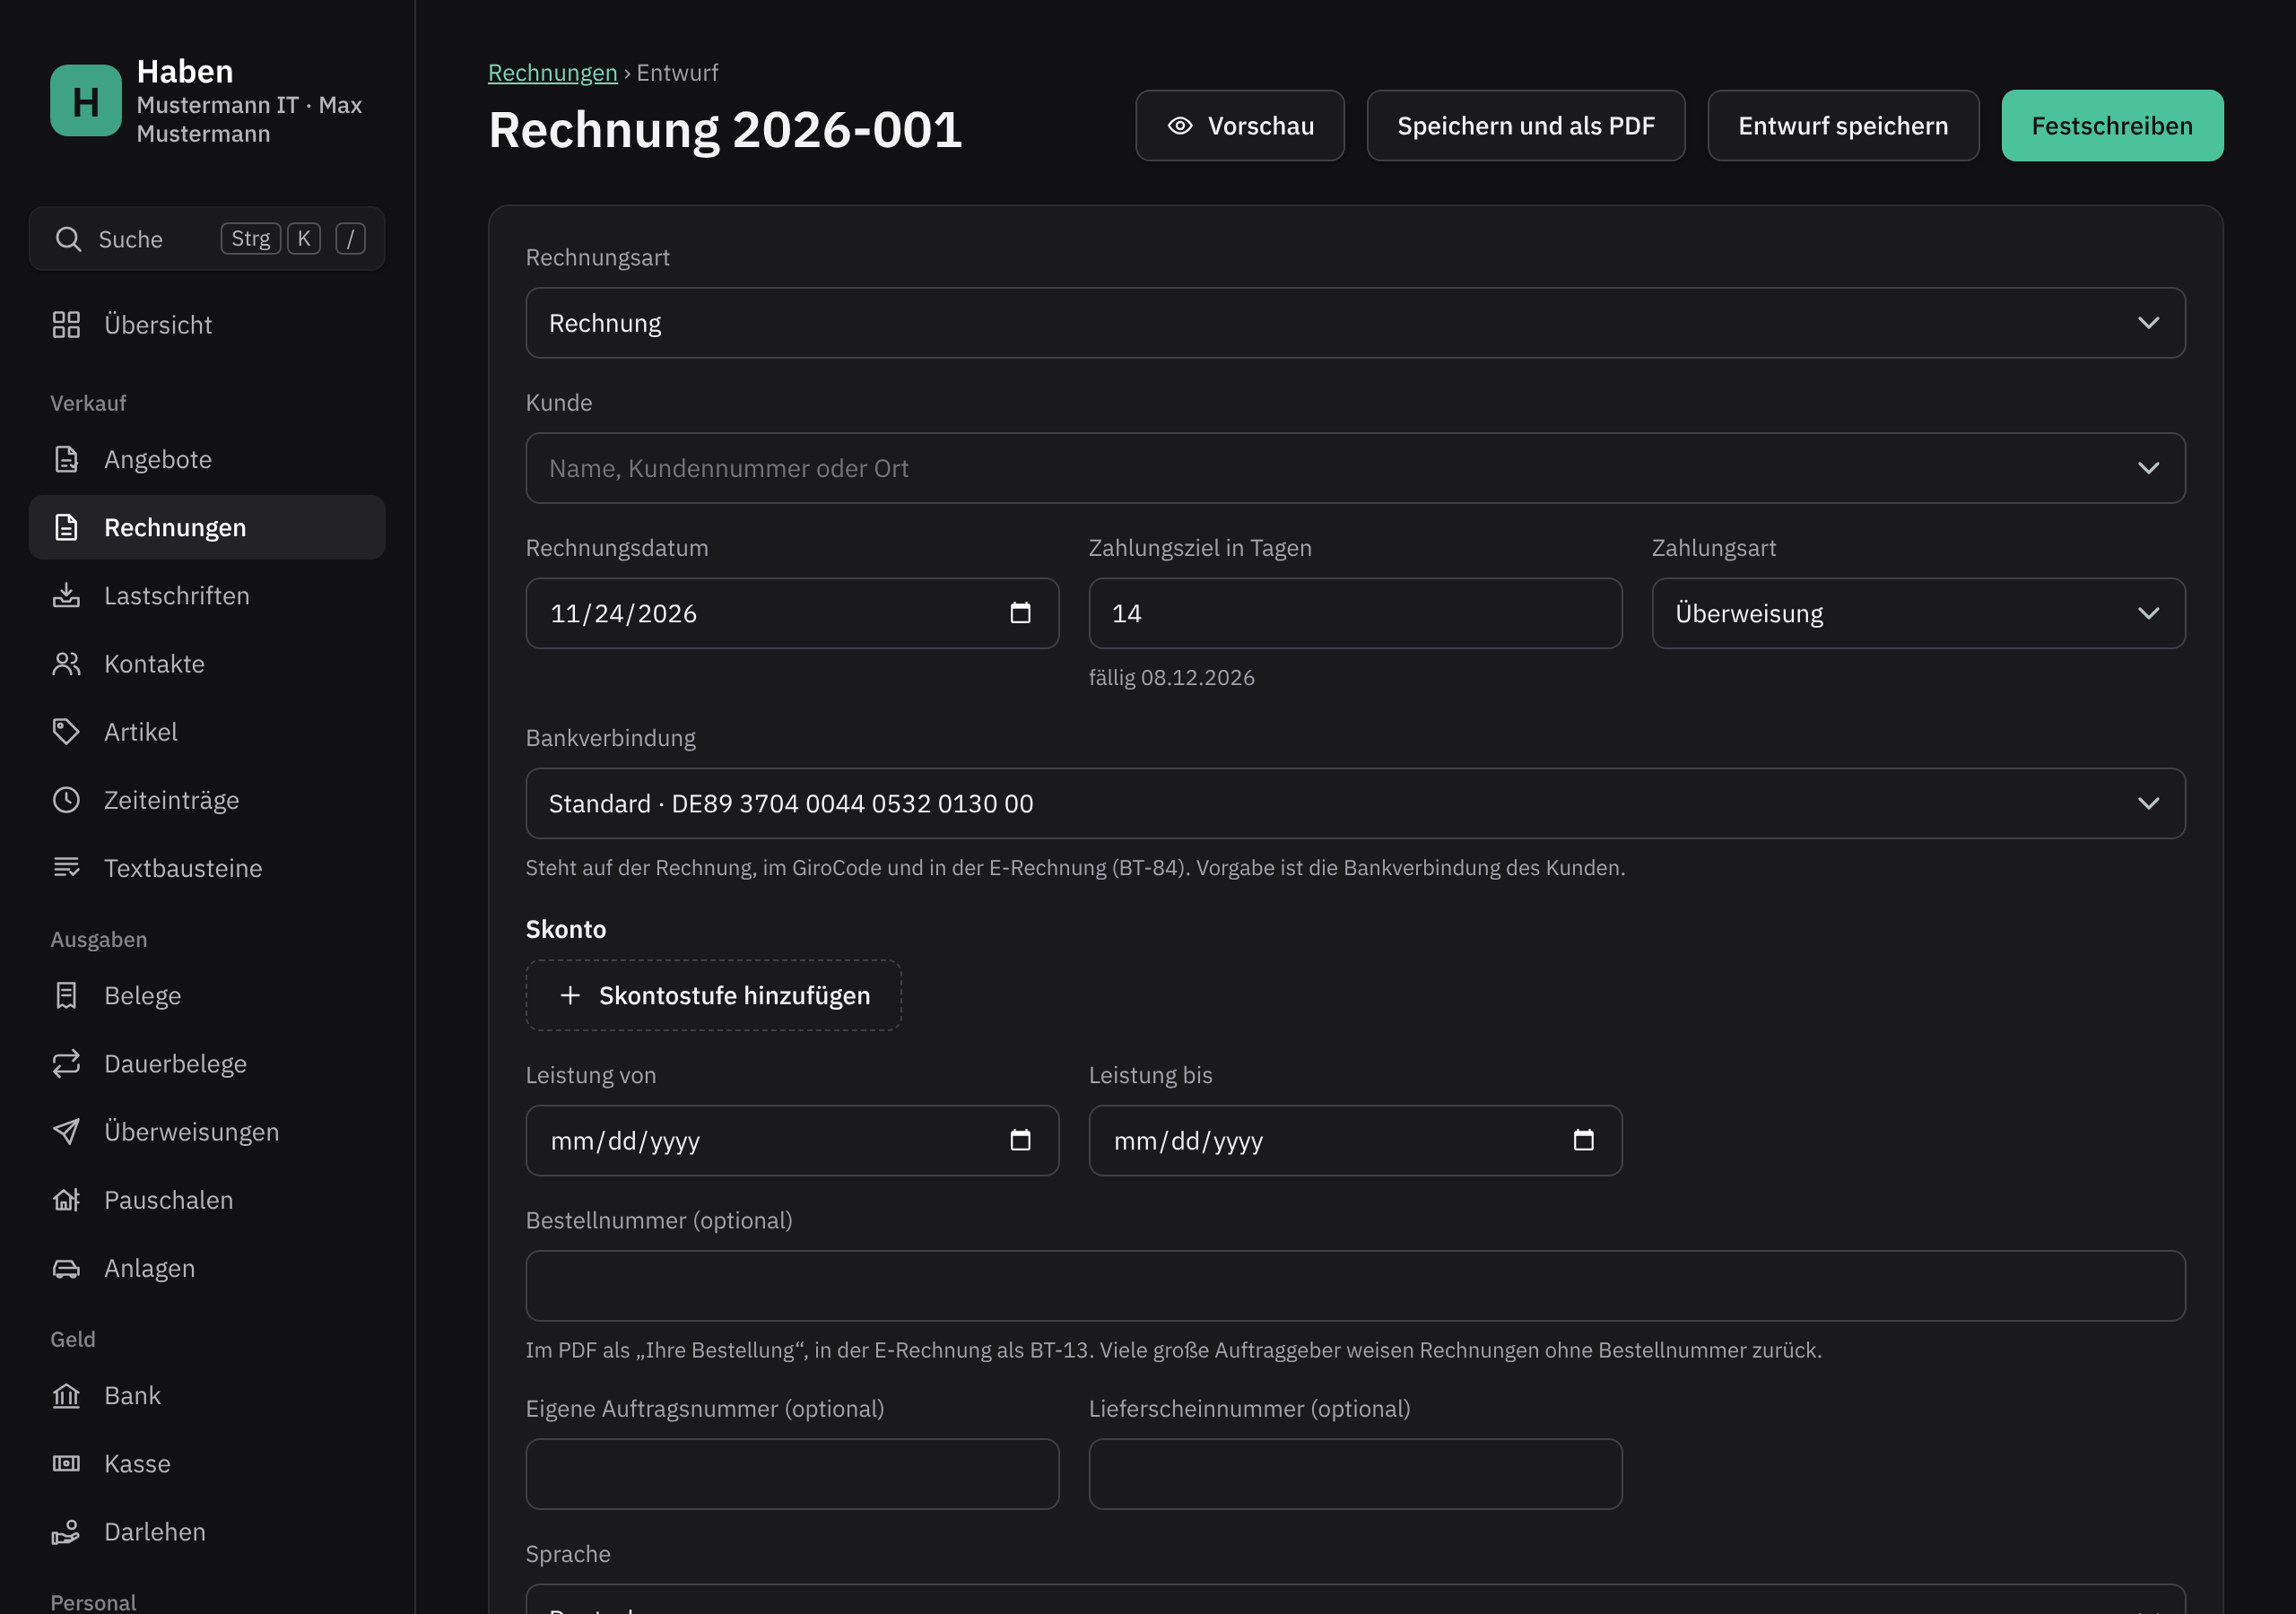 H
Haben
Mustermann IT · Max
Mustermann
Suche Strg K /
Übersicht
Verkauf
Angebote
Rechnungen
Lastschriften
Kontakte
Artikel
Zeiteinträge
Textbausteine
Ausgaben
Belege
Dauerbelege
Überweisungen
Pauschalen
Anlagen
Geld
Bank
Kasse
Darlehen
Personal
Rechnungen › Entwurf
Rechnung 2026-001
Vorschau
Speichern und als PDF
Entwurf speichern
Festschreiben
Rechnungsart
Rechnung
Kunde
Name, Kundennummer oder Ort
Rechnungsdatum
11/24/2026
Zahlungsziel in Tagen
14
fällig 08.12.2026
Zahlungsart
Überweisung
Bankverbindung
Standard · DE89 3704 0044 0532 0130 00
Steht auf der Rechnung, im GiroCode und in der E-Rechnung (BT-84). Vorgabe ist die Bankverbindung des Kunden.
Skonto
+ Skontostufe hinzufügen
Leistung von
mm/dd/yyyy
Leistung bis
mm/dd/yyyy
Bestellnummer (optional)
Im PDF als „Ihre Bestellung“, in der E-Rechnung als BT-13. Viele große Auftraggeber weisen Rechnungen ohne Bestellnummer zurück.
Eigene Auftragsnummer (optional)
Lieferscheinnummer (optional)
Sprache